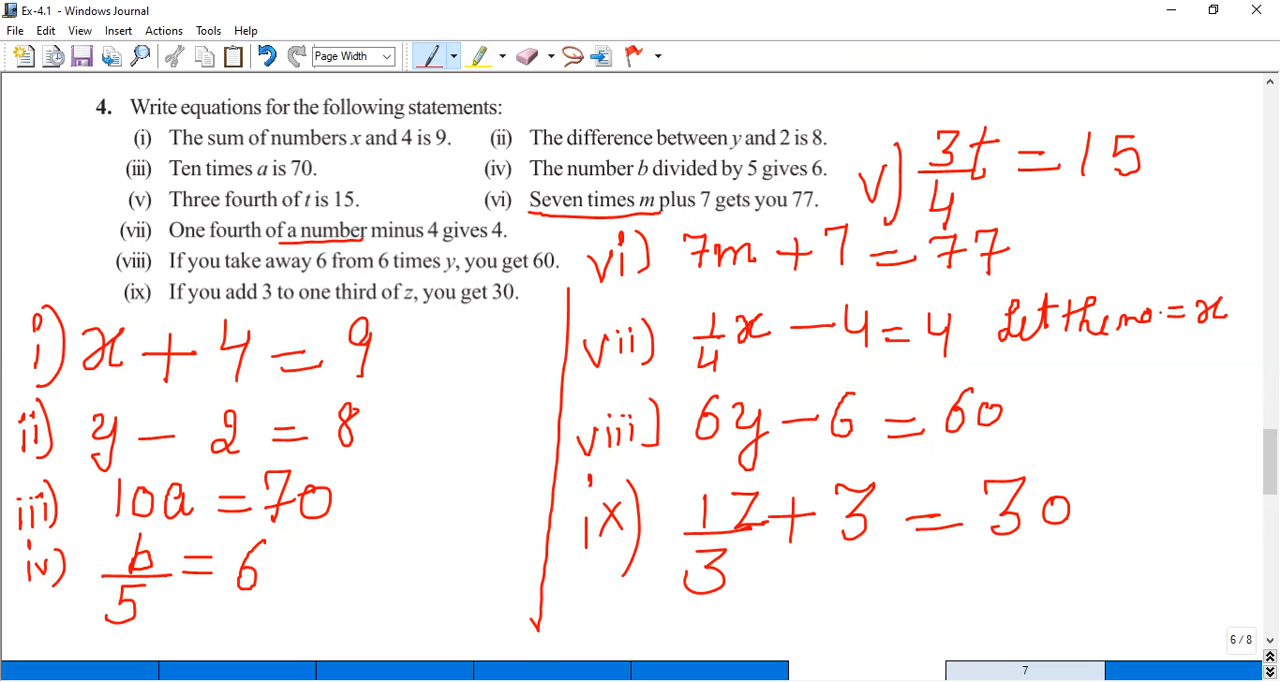 Ex-4.1 - Windows Journal
File Edit View Insert Actions Tools Help
Page Width
4. Write equations for the following statements:
(i) The sum of numbers x and 4 is 9. (ii) The difference between y and 2 is 8.
(iii) Ten times a is 70. (iv) The number b divided by 5 gives 6.
(v) Three fourth of t is 15. (vi) Seven times m plus 7 gets you 77.
(vii) One fourth of a number minus 4 gives 4.
(viii) If you take away 6 from 6 times y, you get 60.
(ix) If you add 3 to one third of z, you get 30.
i) x + 4 = 9
ii) y - 2 = 8
iii) 10a = 70
iv) b/5 = 6
v) 3/4 t = 15
vi) 7m + 7 = 77
vii) 1/4 x - 4 = 4 Let the no. = x
viii) 6y - 6 = 60
ix) 1z/3 + 3 = 30
6 / 8
7